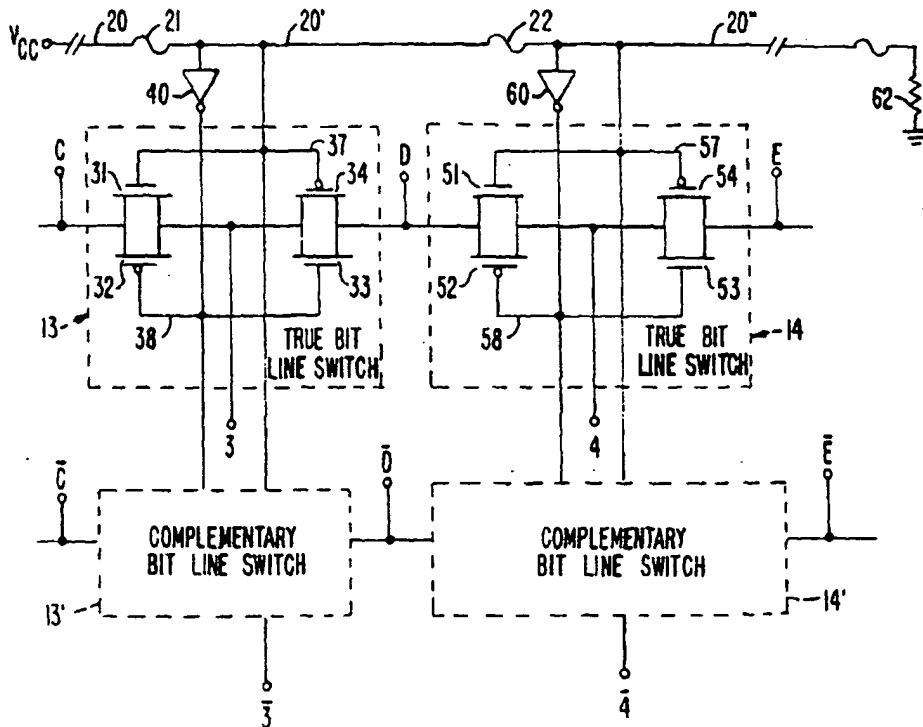 V_CC 20 21 20' 22 20"
40 60 62
C 31 37 34 D 51 57 54 E
32 33 52 53
13 38 TRUE BIT LINE SWITCH 58 TRUE BIT LINE SWITCH 14
3 4
C̄ D̄ Ē
COMPLEMENTARY BIT LINE SWITCH COMPLEMENTARY BIT LINE SWITCH
13' 14'
3̄ 4̄